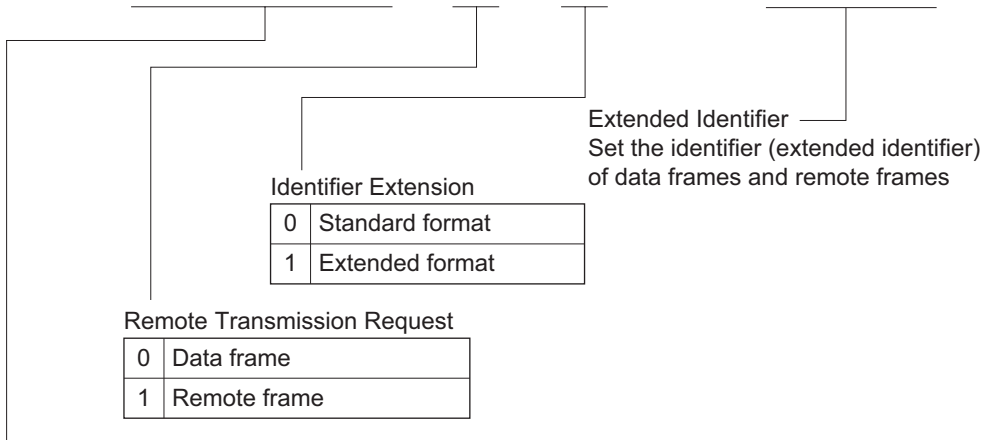 Extended Identifier
Set the identifier (extended identifier)
of data frames and remote frames
Identifier Extension
0 Standard format
1 Extended format
Remote Transmission Request
0 Data frame
1 Remote frame